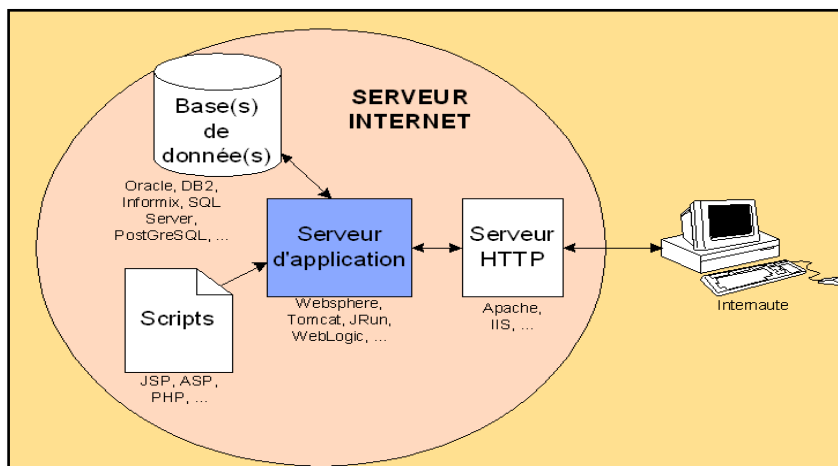 Base(s)
de
donnée(s)
SERVEUR
INTERNET
Oracle, DB2,
Informix, SQL
Server,
PostGreSQL, ...
Serveur
d'application
Serveur
HTTP
Scripts
Websphere,
Tomcat, JRun,
WebLogic, ...
Apache,
IIS, ...
Internaute
JSP, ASP,
PHP, ...